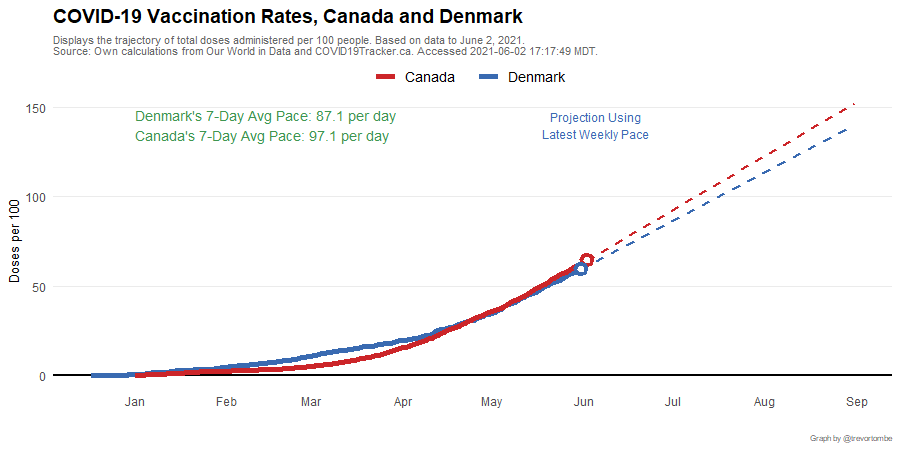 COVID-19 Vaccination Rates, Canada and Denmark
Displays the trajectory of total doses administered per 100 people. Based on data to June 2, 2021.
Source: Own calculations from Our World in Data and COVID19Tracker.ca. Accessed 2021-06-02 17:17:49 MDT.
Canada Denmark
Denmark's 7-Day Avg Pace: 87.1 per day
Canada's 7-Day Avg Pace: 97.1 per day
Projection Using
Latest Weekly Pace
Doses per 100
150
100
50
0
Jan Feb Mar Apr May Jun Jul Aug Sep
Graph by @trevortombe